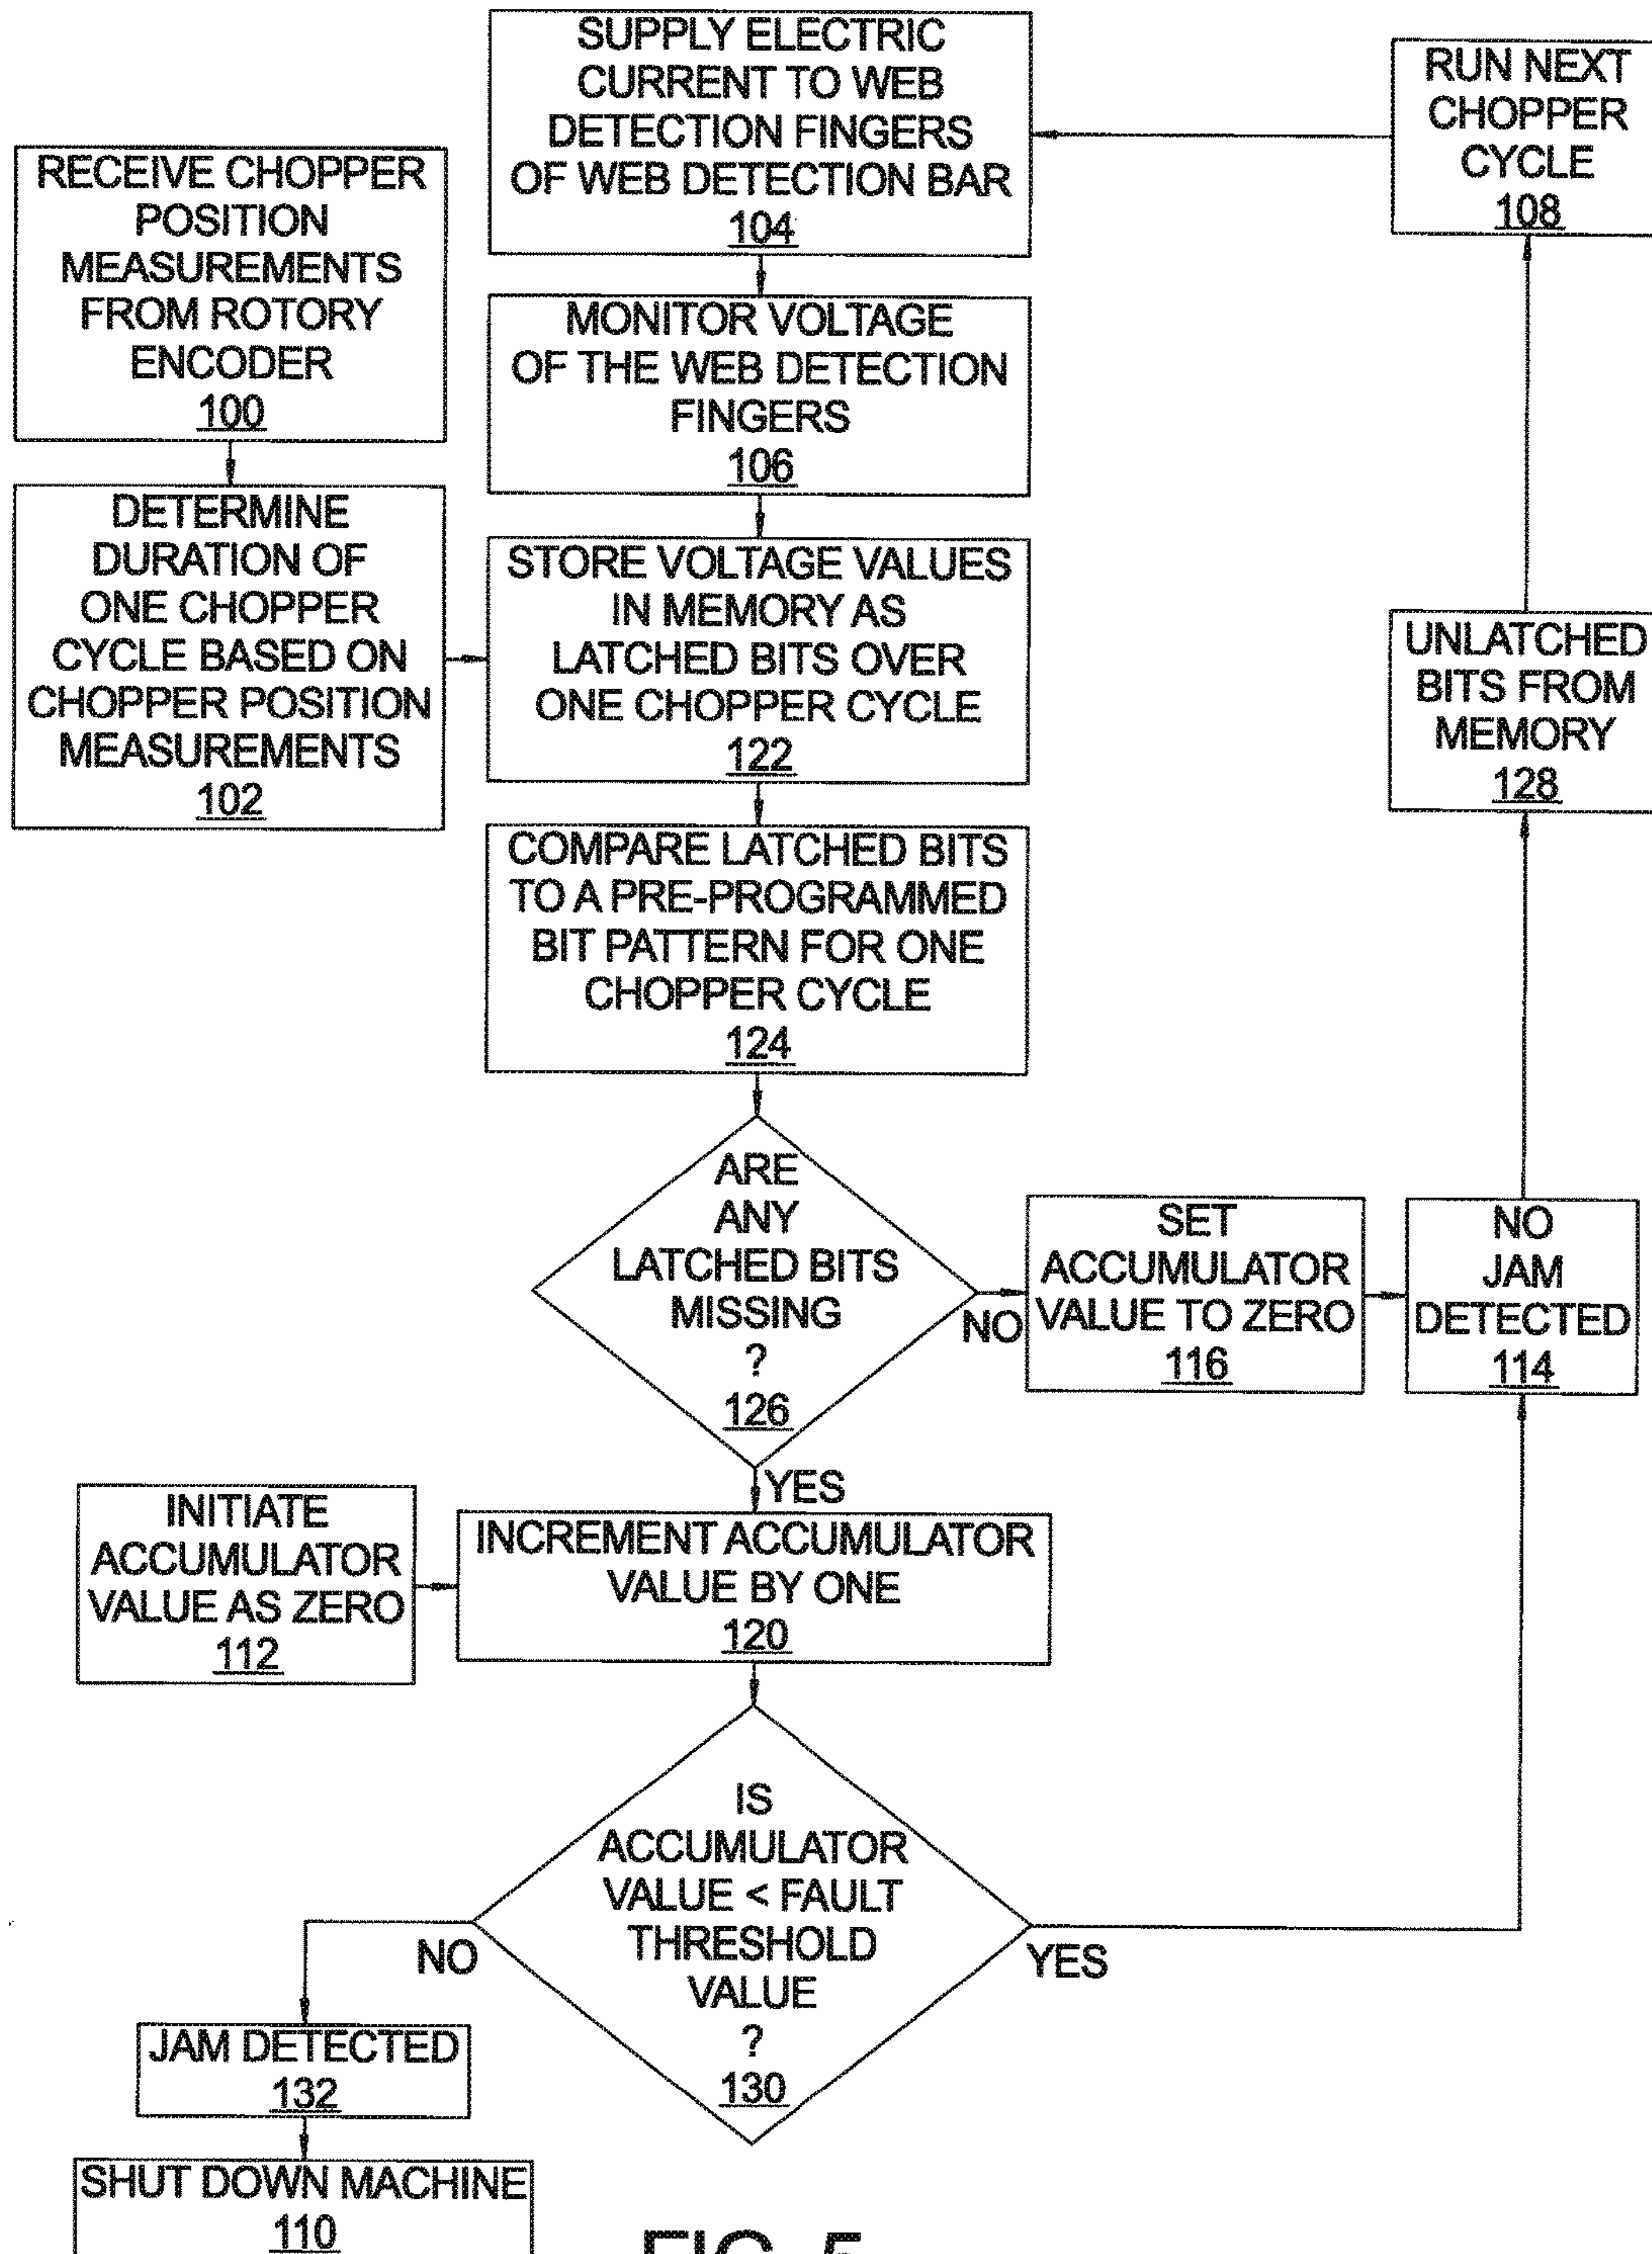 SUPPLY ELECTRIC
CURRENT TO WEB
DETECTION FINGERS
OF WEB DETECTION BAR
104
RUN NEXT
CHOPPER
CYCLE
108
RECEIVE CHOPPER
POSITION
MEASUREMENTS
FROM ROTORY
ENCODER
100
MONITOR VOLTAGE
OF THE WEB DETECTION
FINGERS
106
DETERMINE
DURATION OF
ONE CHOPPER
CYCLE BASED ON
CHOPPER POSITION
MEASUREMENTS
102
STORE VOLTAGE VALUES
IN MEMORY AS
LATCHED BITS OVER
ONE CHOPPER CYCLE
122
UNLATCHED
BITS FROM
MEMORY
128
COMPARE LATCHED BITS
TO A PRE-PROGRAMMED
BIT PATTERN FOR ONE
CHOPPER CYCLE
124
ARE
ANY
LATCHED BITS
MISSING
?
126
NO
SET
ACCUMULATOR
VALUE TO ZERO
116
NO
JAM
DETECTED
114
YES
INITIATE
ACCUMULATOR
VALUE AS ZERO
112
INCREMENT ACCUMULATOR
VALUE BY ONE
120
IS
ACCUMULATOR
VALUE < FAULT
THRESHOLD
VALUE
?
130
NO
YES
JAM DETECTED
132
SHUT DOWN MACHINE
110
FIG. 5